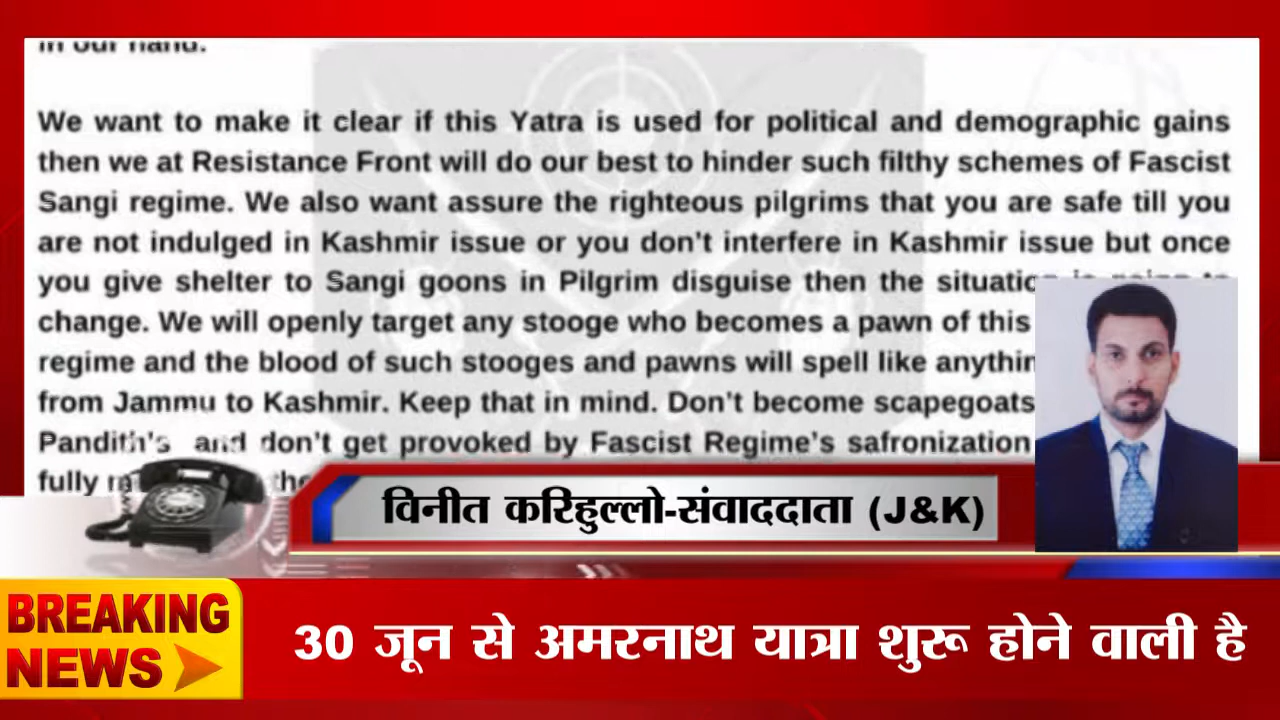 in our hand.
We want to make it clear if this Yatra is used for political and demographic gains
then we at Resistance Front will do our best to hinder such filthy schemes of Fascist
Sangi regime. We also want assure the righteous pilgrims that you are safe till you
are not indulged in Kashmir issue or you don't interfere in Kashmir issue but once
you give shelter to Sangi goons in Pilgrim disguise then the
change. We will openly target any stooge who becomes a pawn of this
regime and the blood of such stooges and pawns will spell like
from Jammu to Kashmir. Keep that in mind. Don't become scapegoats
Pandith's and don't get provoked by Fascist Regime's safronization
fully
विनीत करिहुल्लो-संवाददाता (J&K)
BREAKING
NEWS
30 जून से अमरनाथ यात्रा शुरू होने वाली है